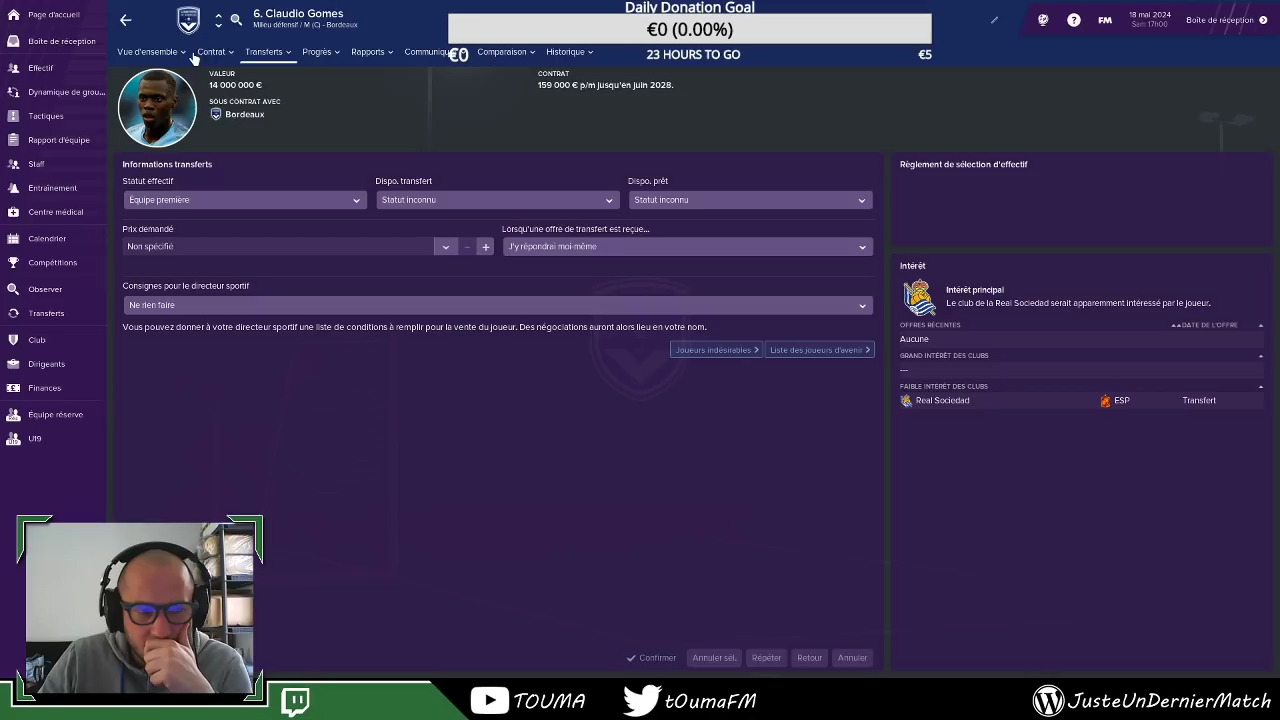 Daily Donation Goal
€0 (0.00%)
€0
23 HOURS TO GO
€5
6. Claudio Gomes
Milieu défensif / M (C) - Bordeaux
18 mai 2024
Sam 17h00
FM
Boîte de réception
Vue d'ensemble
Contrat
Transferts
Progrès
Rapports
Comparaison
Historique
Page d'accueil
Boîte de réception
Effectif
Dynamique de grou...
Tactiques
Rapport d'équipe
Staff
Entraînement
Centre médical
Calendrier
Compétitions
Observer
Transferts
Club
Dirigeants
Finances
Équipe réserve
U19
VALEUR
14 000 000 €
SOUS CONTRAT AVEC
Bordeaux
CONTRAT
159 000 € p/m jusqu'en juin 2028.
Informations transferts
Statut effectif
Dispo. transfert
Dispo. prêt
Équipe première
Statut inconnu
Statut inconnu
Prix demandé
Lorsqu'une offre de transfert est reçue...
Non spécifié
J'y répondrai moi-même
Consignes pour le directeur sportif
Ne rien faire
Vous pouvez donner à votre directeur sportif une liste de conditions à remplir pour la vente du joueur. Des négociations auront alors lieu en votre nom.
Joueurs indésirables
Liste des joueurs d'avenir
Confirmer
Annuler sél.
Répéter
Retour
Annuler
Règlement de sélection d'effectif
Intérêt
Intérêt principal
Le club de la Real Sociedad serait apparemment intéressé par le joueur.
OFFRES RÉCENTES
DATE DE L'OFFRE
Aucune
GRAND INTÉRÊT DES CLUBS
---
FAIBLE INTÉRÊT DES CLUBS
Real Sociedad
ESP
Transfert
TOUMA
tOumaFM
JusteUnDernierMatch